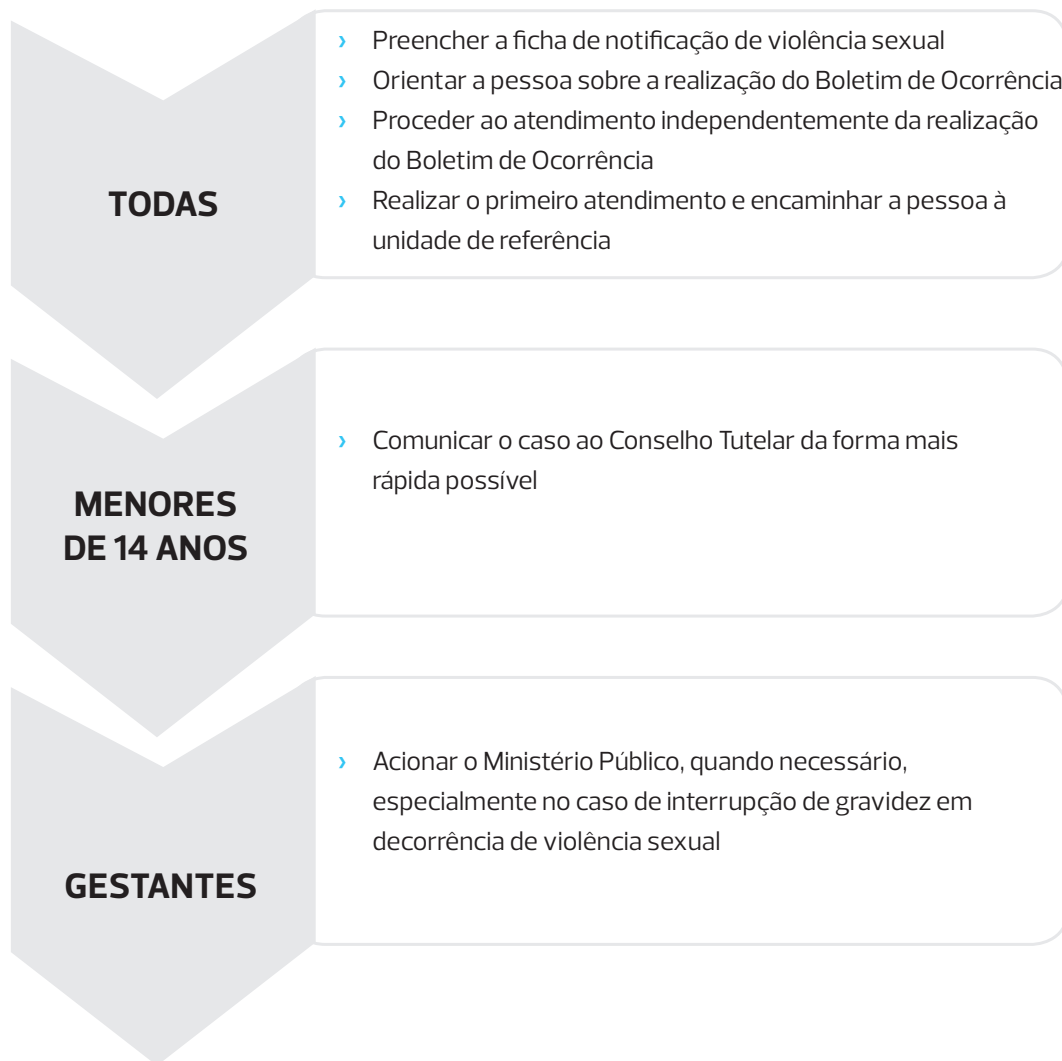 TODAS
› Preencher a ficha de notificação de violência sexual
› Orientar a pessoa sobre a realização do Boletim de Ocorrência
› Proceder ao atendimento independentemente da realização
do Boletim de Ocorrência
› Realizar o primeiro atendimento e encaminhar a pessoa à
unidade de referência
MENORES
DE 14 ANOS
› Comunicar o caso ao Conselho Tutelar da forma mais
rápida possível
GESTANTES
› Acionar o Ministério Público, quando necessário,
especialmente no caso de interrupção de gravidez em
decorrência de violência sexual